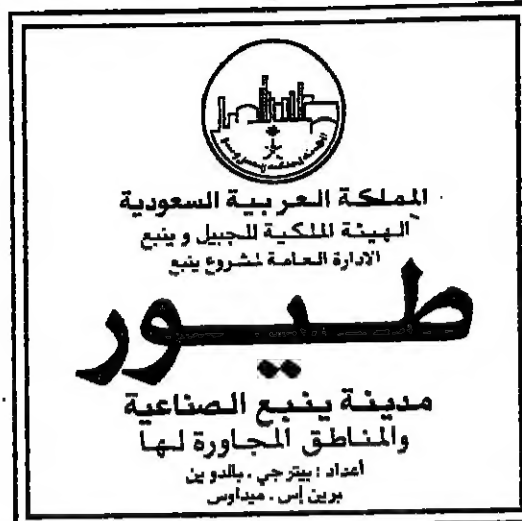 المملكة العربية السعودية
الهيئة الملكية للجبيل وينبع
الادارة العامة لمشروع ينبع
طيور
مدينة ينبع الصناعية
والمناطق المجاورة لها
أعداد : بيترجي . بالدوين
برين إس . ميداوس